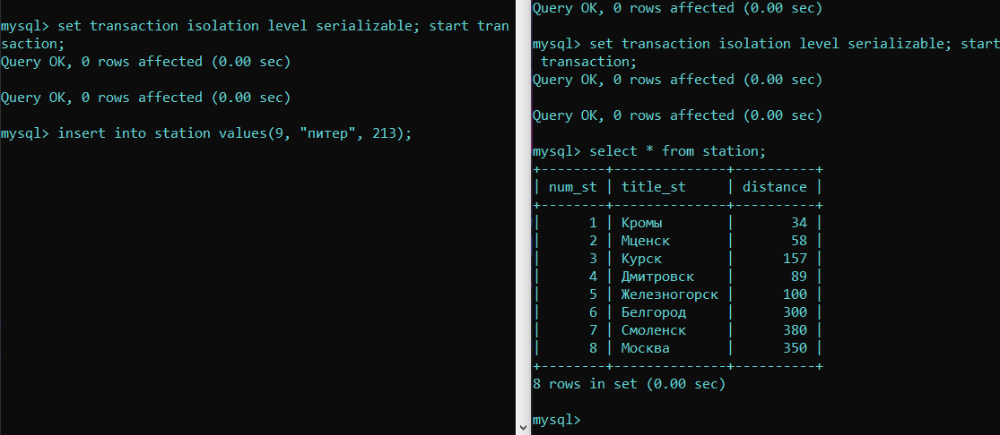 mysql> set transaction isolation level serializable; start tran
saction;
Query OK, 0 rows affected (0.00 sec)
Query OK, 0 rows affected (0.00 sec)
mysql> insert into station values(9, "питер", 213);
Query OK, 0 rows affected (0.00 sec)
mysql> set transaction isolation level serializable; start
 transaction;
Query OK, 0 rows affected (0.00 sec)
Query OK, 0 rows affected (0.00 sec)
mysql> select * from station;
+--------+--------------+----------+
| num_st | title_st     | distance |
+--------+--------------+----------+
|      1 | Кромы        |       34 |
|      2 | Мценск       |       58 |
|      3 | Курск        |      157 |
|      4 | Дмитровск    |       89 |
|      5 | Железногорск |      100 |
|      6 | Белгород     |      300 |
|      7 | Смоленск     |      380 |
|      8 | Москва       |      350 |
+--------+--------------+----------+
8 rows in set (0.00 sec)
mysql>